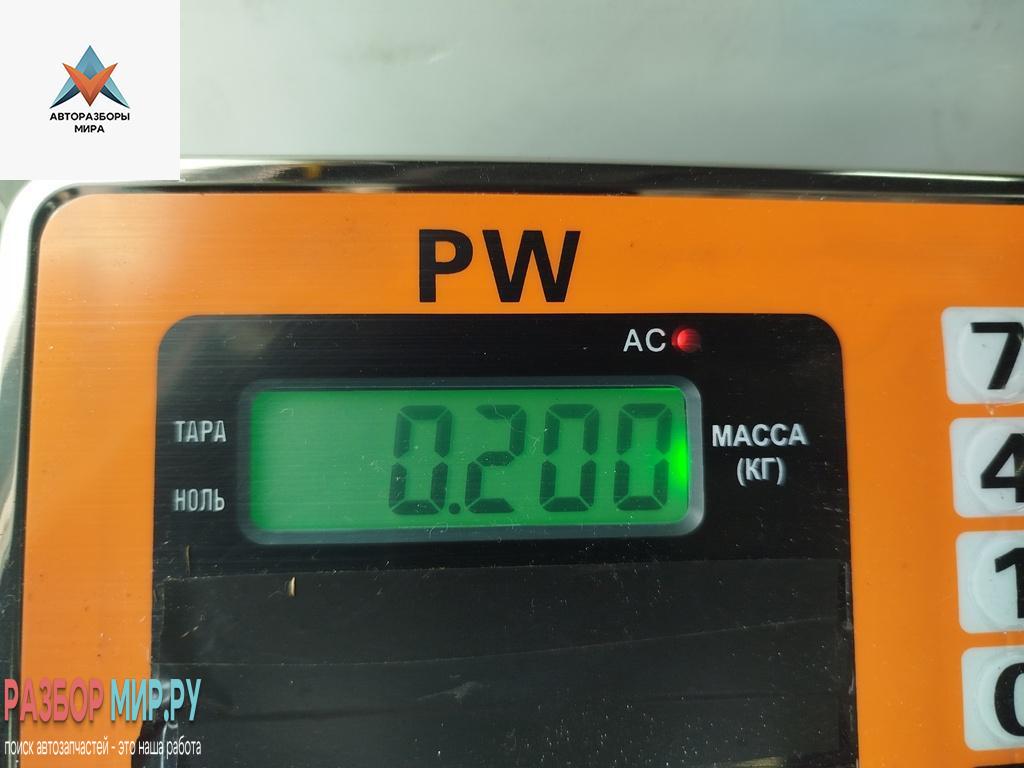 АВТОРАЗБОРЫ
МИРА
PW
AC
ТАРА
0.200
МАССА
(КГ)
НОЛЬ
7
4
1
0
РАЗБОР МИР.РУ
поиск автозапчастей - это наша работа